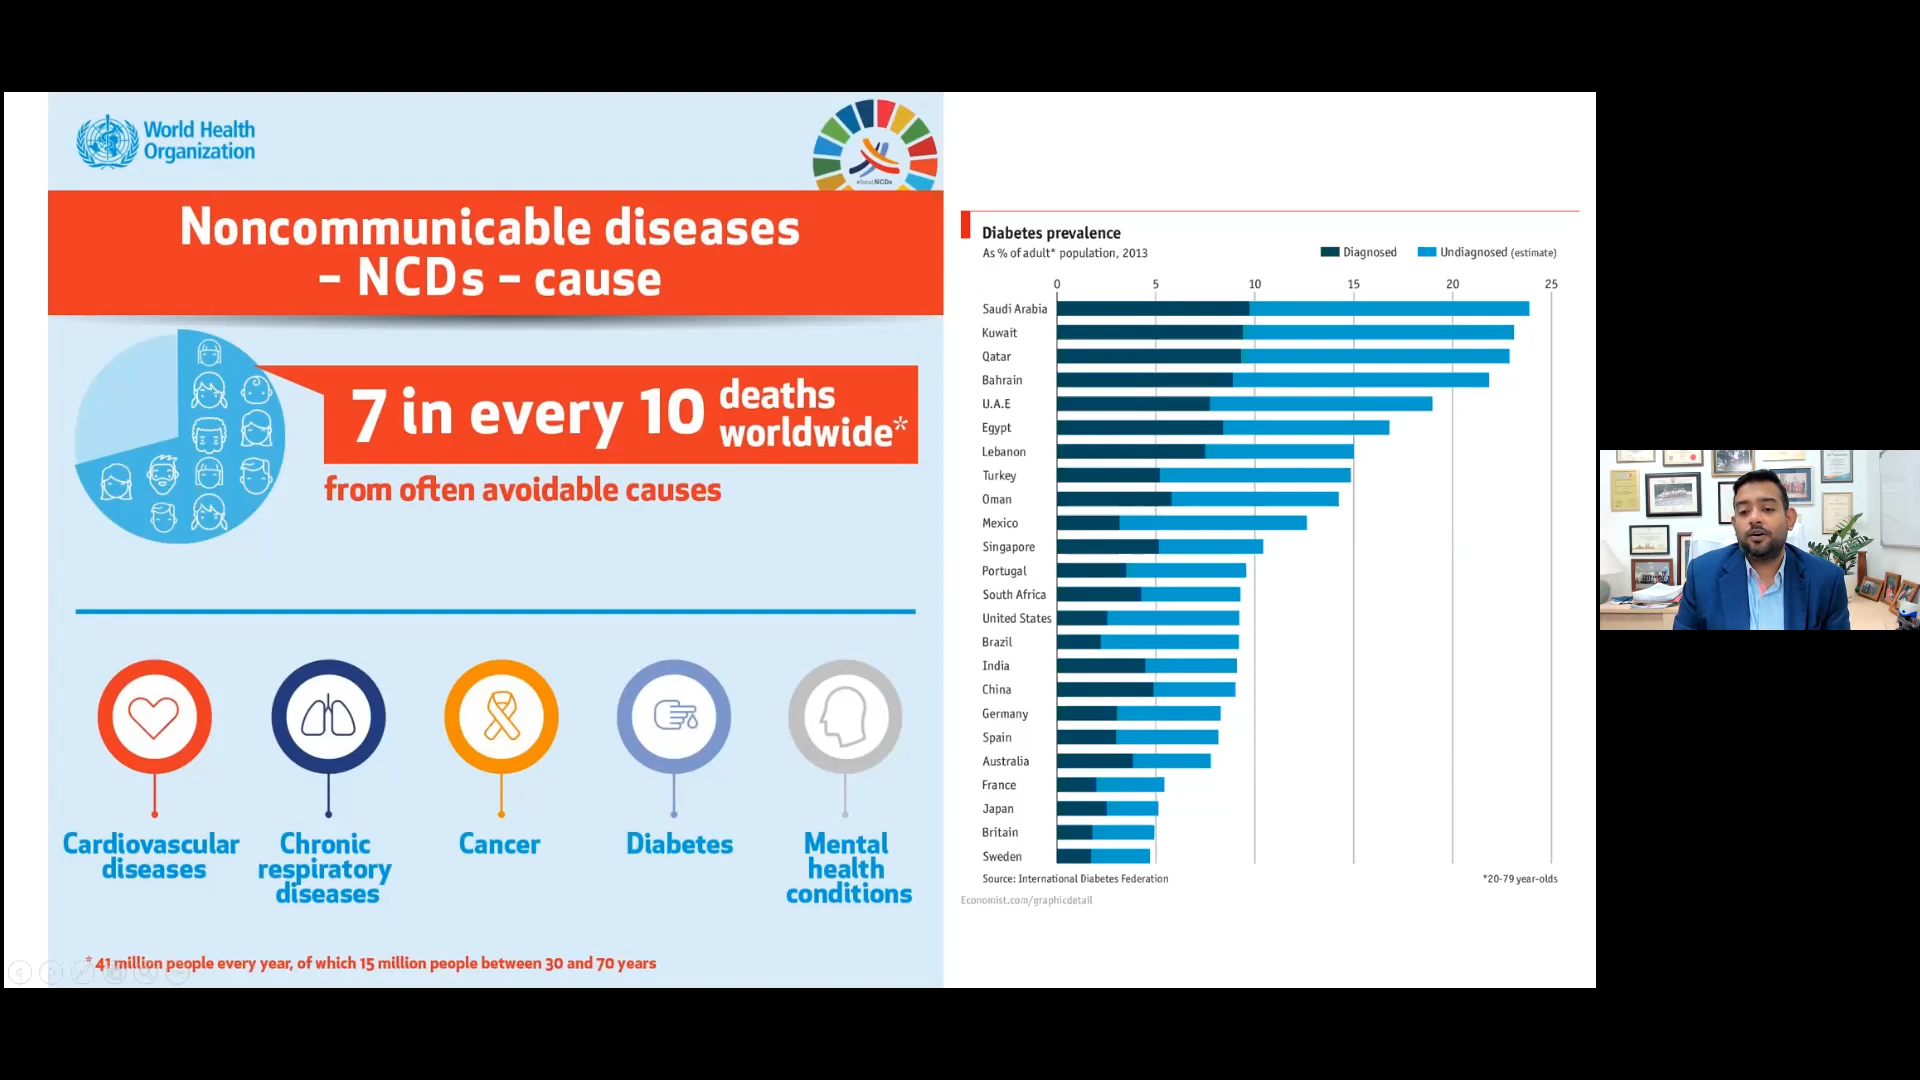 World Health
Organization
#beatNCDs
Noncommunicable diseases
– NCDs – cause
7 in every 10 deaths
worldwide*
from often avoidable causes
Cardiovascular
diseases
Chronic
respiratory
diseases
Cancer
Diabetes
Mental
health
conditions
* 41 million people every year, of which 15 million people between 30 and 70 years
Diabetes prevalence
As % of adult* population, 2013
Diagnosed
Undiagnosed (estimate)
0 5 10 15 20 25
Saudi Arabia
Kuwait
Qatar
Bahrain
U.A.E
Egypt
Lebanon
Turkey
Oman
Mexico
Singapore
Portugal
South Africa
United States
Brazil
India
China
Germany
Spain
Australia
France
Japan
Britain
Sweden
Source: International Diabetes Federation
*20-79 year-olds
Economist.com/graphicdetail